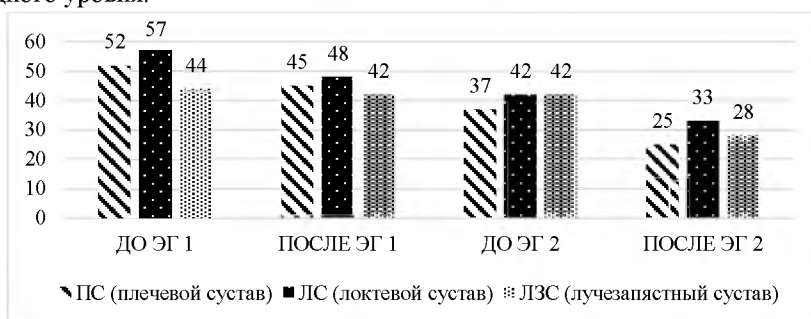 дного уровня.
60
50
40
30
20
10
0
52 57 44 45 48 42 37 42 42 25 33 28
ДО ЭГ 1 ПОСЛЕ ЭГ 1 ДО ЭГ 2 ПОСЛЕ ЭГ 2
ПС (плечевой сустав) ЛС (локтевой сустав) ЛЗС (лучезапястный сустав)